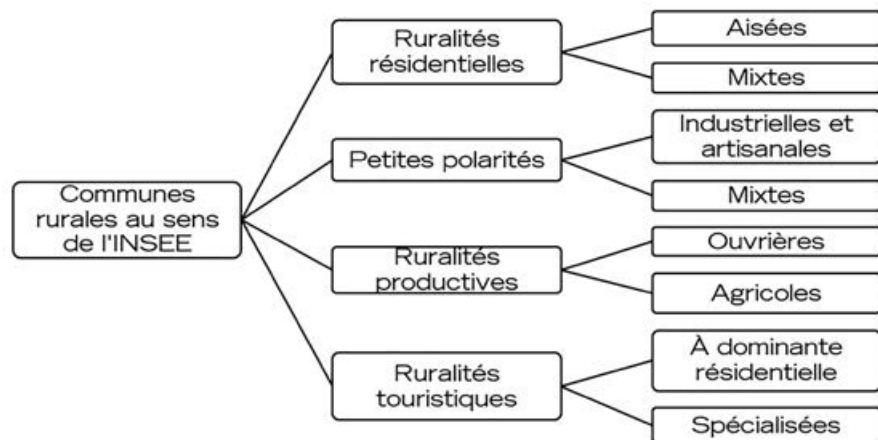 Communes
rurales au sens
de l'INSEE
Ruralités
résidentielles
Aisées
Mixtes
Petites polarités
Industrielles et
artisanales
Mixtes
Ruralités
productives
Ouvrières
Agricoles
Ruralités
touristiques
À dominante
résidentielle
Spécialisées